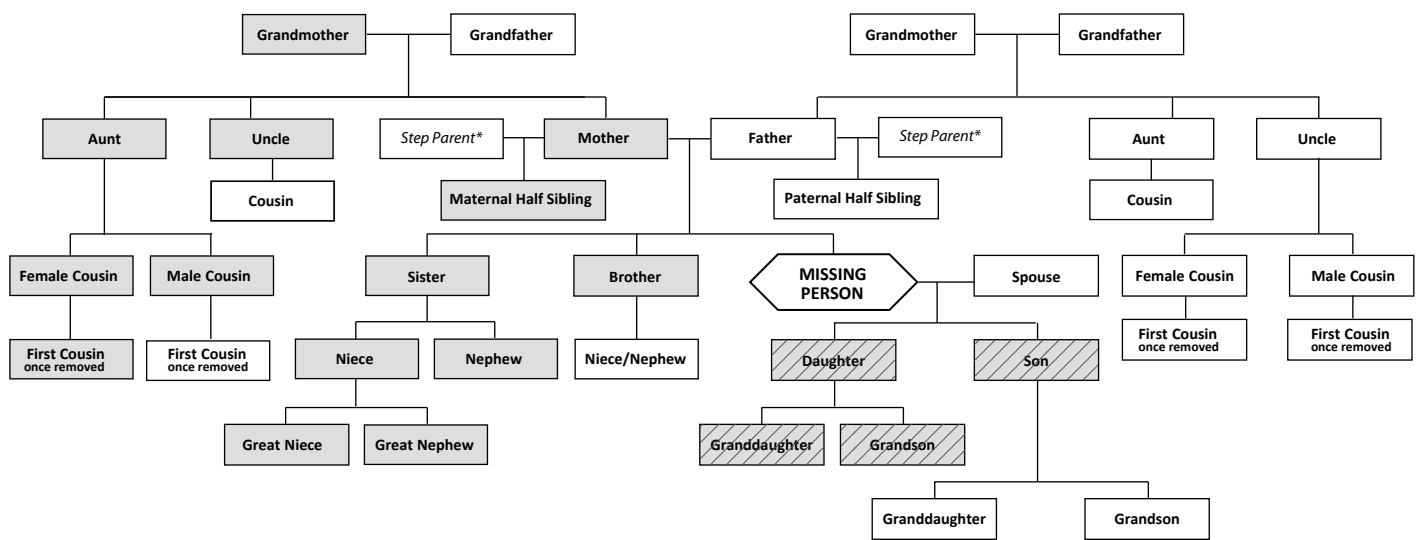 Grandmother
Grandfather
Grandmother
Grandfather
Aunt
Uncle
Step Parent*
Mother
Father
Step Parent*
Aunt
Uncle
Cousin
Maternal Half Sibling
Paternal Half Sibling
Cousin
Female Cousin
Male Cousin
Sister
Brother
MISSING
PERSON
Spouse
Female Cousin
Male Cousin
First Cousin
once removed
First Cousin
once removed
Niece
Nephew
Niece/Nephew
Daughter
Son
First Cousin
once removed
First Cousin
once removed
Great Niece
Great Nephew
Granddaughter
Grandson
Granddaughter
Grandson